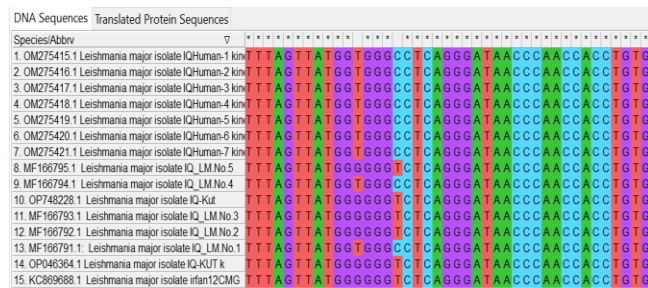 DNA Sequences Translated Protein Sequences
Species/Abbrv ▽ * * * * * * * * * * *   * * *   * * * * * * * * * * * * * * * * * * * * * * * * *
1. OM275415.1 Leishmania major isolate IQHuman-1 kin T T T A G T T A T G G T G G G C C T C A G G G A T A A C C C A A C C A C C T G T G
2. OM275416.1 Leishmania major isolate IQHuman-2 kin T T T A G T T A T G G T G G G C C T C A G G G A T A A C C C A A C C A C C T G T G
3. OM275417.1 Leishmania major isolate IQHuman-3 kin T T T A G T T A T G G T G G G C C T C A G G G A T A A C C C A A C C A C C T G T G
4. OM275418.1 Leishmania major isolate IQHuman-4 kin T T T A G T T A T G G T G G G C C T C A G G G A T A A C C C A A C C A C C T G T G
5. OM275419.1 Leishmania major isolate IQHuman-5 kin T T T A G T T A T G G T G G G C C T C A G G G A T A A C C C A A C C A C C T G T G
6. OM275420.1 Leishmania major isolate IQHuman-6 kin T T T A G T T A T G G T G G G C C T C A G G G A T A A C C C A A C C A C C T G T G
7. OM275421.1 Leishmania major isolate IQHuman-7 kin T T T A G T T A T G G T G G G C C T C A G G G A T A A C C C A A C C A C C T G T G
8. MF166795.1 Leishmania major isolate IQ_LM.No.5 T T T A G T T A T G G G G G G T C T C A G G G A T A A C C C A A C C A C C T G T G
9. MF166794.1 Leishmania major isolate IQ_LM.No.4 T T T A G T T A T G G T G G G C C T C A G G G A T A A C C C A A C C A C C T G T G
10. OP748228.1 Leishmania major isolate IQ-Kut T T T A G T T A T G G G G G G T C T C A G G G A T A A C C C A A C C A C C T G T G
11. MF166793.1 Leishmania major isolate IQ_LM.No.3 T T T A G T T A T G G G G G G T C T C A G G G A T A A C C C A A C C A C C T G T G
12. MF166792.1 Leishmania major isolate IQ_LM.No.2 T T T A G T T A T G G G G G G T C T C A G G G A T A A C C C A A C C A C C T G T G
13. MF166791.1: Leishmania major isolate IQ_LM.No.1 T T T A G T T A T G G T G G G C C T C A G G G A T A A C C C A A C C A C C T G T G
14. OP046364.1 Leishmania major isolate IQ-KUT k T T T A G T T A T G G G G G G T C T C A G G G A T A A C C C A A C C A C C T G T G
15. KC869688.1 Leishmania major isolate irfan12CMG T T T A G T T A T G G G G G G T C T C A G G G A T A A C C C A A C C A C C T G T G